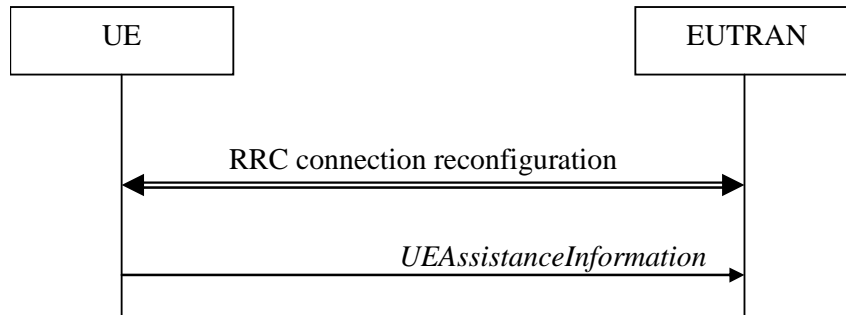 UE
EUTRAN
RRC connection reconfiguration
UEAssistanceInformation